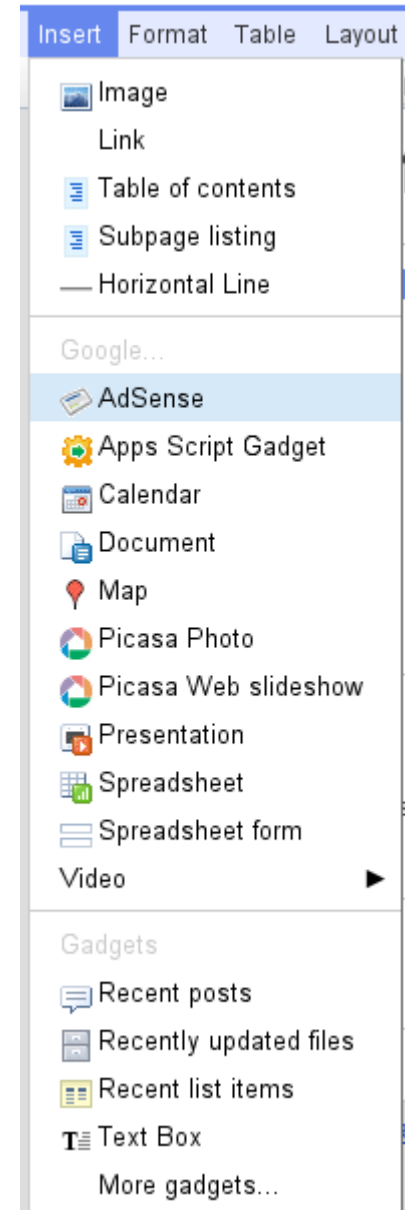 Insert Format Table Layout
Image
Link
Table of contents
Subpage listing
Horizontal Line
Google...
AdSense
Apps Script Gadget
Calendar
Document
Map
Picasa Photo
Picasa Web slideshow
Presentation
Spreadsheet
Spreadsheet form
Video
Gadgets
Recent posts
Recently updated files
Recent list items
Text Box
More gadgets...